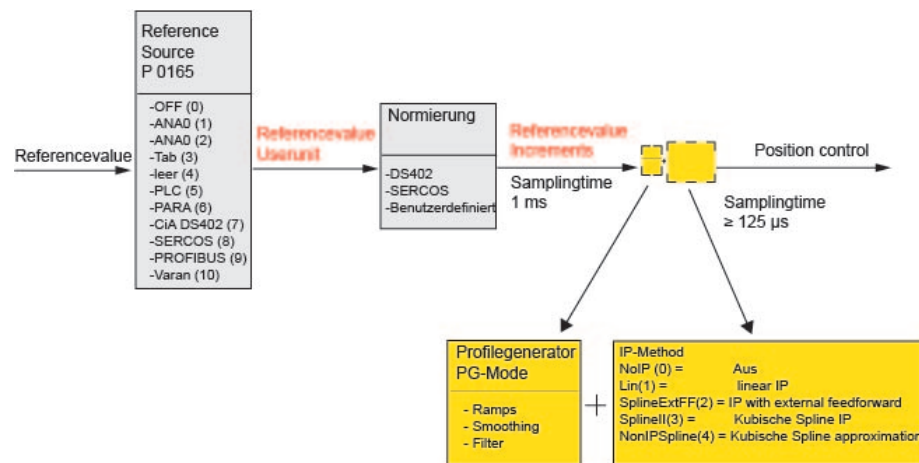 Reference
Source
P 0165
-OFF (0)
-ANA0 (1)
-ANA0 (2)
-Tab (3)
-leer (4)
-PLC (5)
-PARA (6)
-CiA DS402 (7)
-SERCOS (8)
-PROFIBUS (9)
-Varan (10)
Referencevalue
Referencevalue
Userunit
Normierung
-DS402
-SERCOS
-Benutzerdefiniert
Referencevalue
Increments
Samplingtime
1 ms
Position control
Samplingtime
≥ 125 µs
Profilegenerator
PG-Mode
- Ramps
- Smoothing
- Filter
+
IP-Method
NoIP (0) = Aus
Lin(1) = linear IP
SplineExtFF(2) = IP with external feedforward
SplineII(3) = Kubische Spline IP
NonIPSpline(4) = Kubische Spline approximation